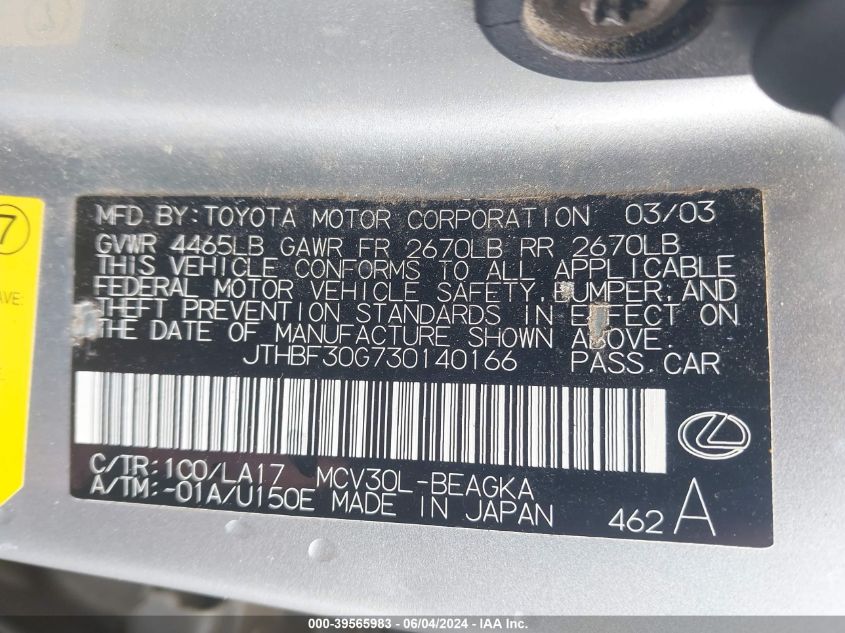 7
AVE.
MFD BY: TOYOTA MOTOR CORPORATION 03/03
GVWR 4465LB GAWR FR 2670LB RR 2670LB
THIS VEHICLE CONFORMS TO ALL APPLICABLE
FEDERAL MOTOR VEHICLE SAFETY, BUMPER, AND
THEFT PREVENTION STANDARDS IN EFFECT ON
THE DATE OF MANUFACTURE SHOWN ABOVE.
JTHBF30G730140166 PASS. CAR
C/TR: 1C0/LA17 MCV30L-BEAGKA
A/TM: -01A/U150E MADE IN JAPAN
462 A
000-39565983 - 06/04/2024 - IAA Inc.